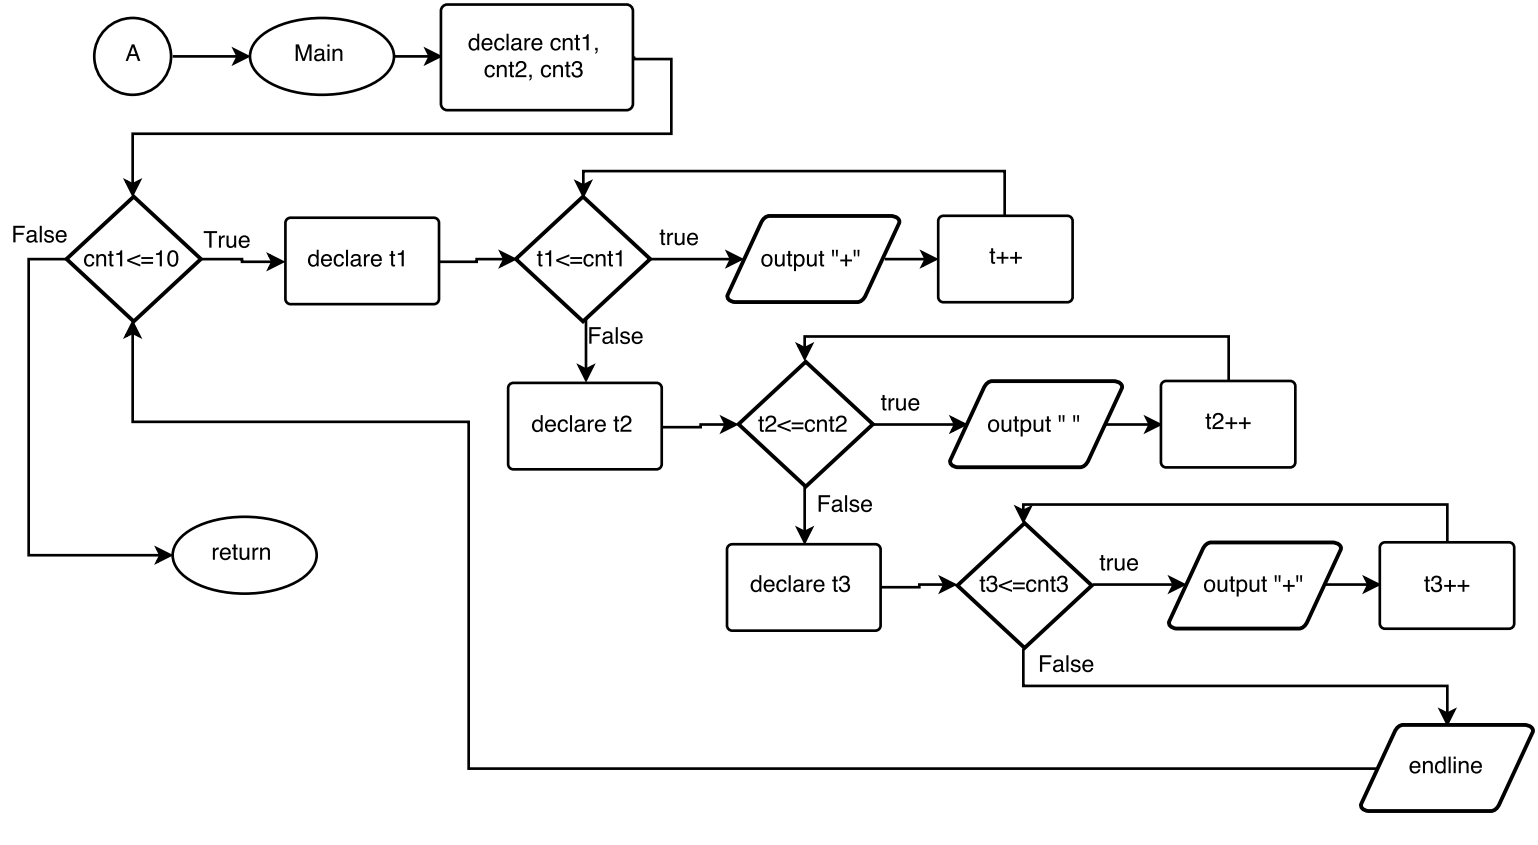 A
Main
declare cnt1,
cnt2, cnt3
False
cnt1<=10
True
declare t1
t1<=cnt1
true
output "+"
t++
False
declare t2
t2<=cnt2
true
output " "
t2++
False
declare t3
t3<=cnt3
true
output "+"
t3++
False
return
endline